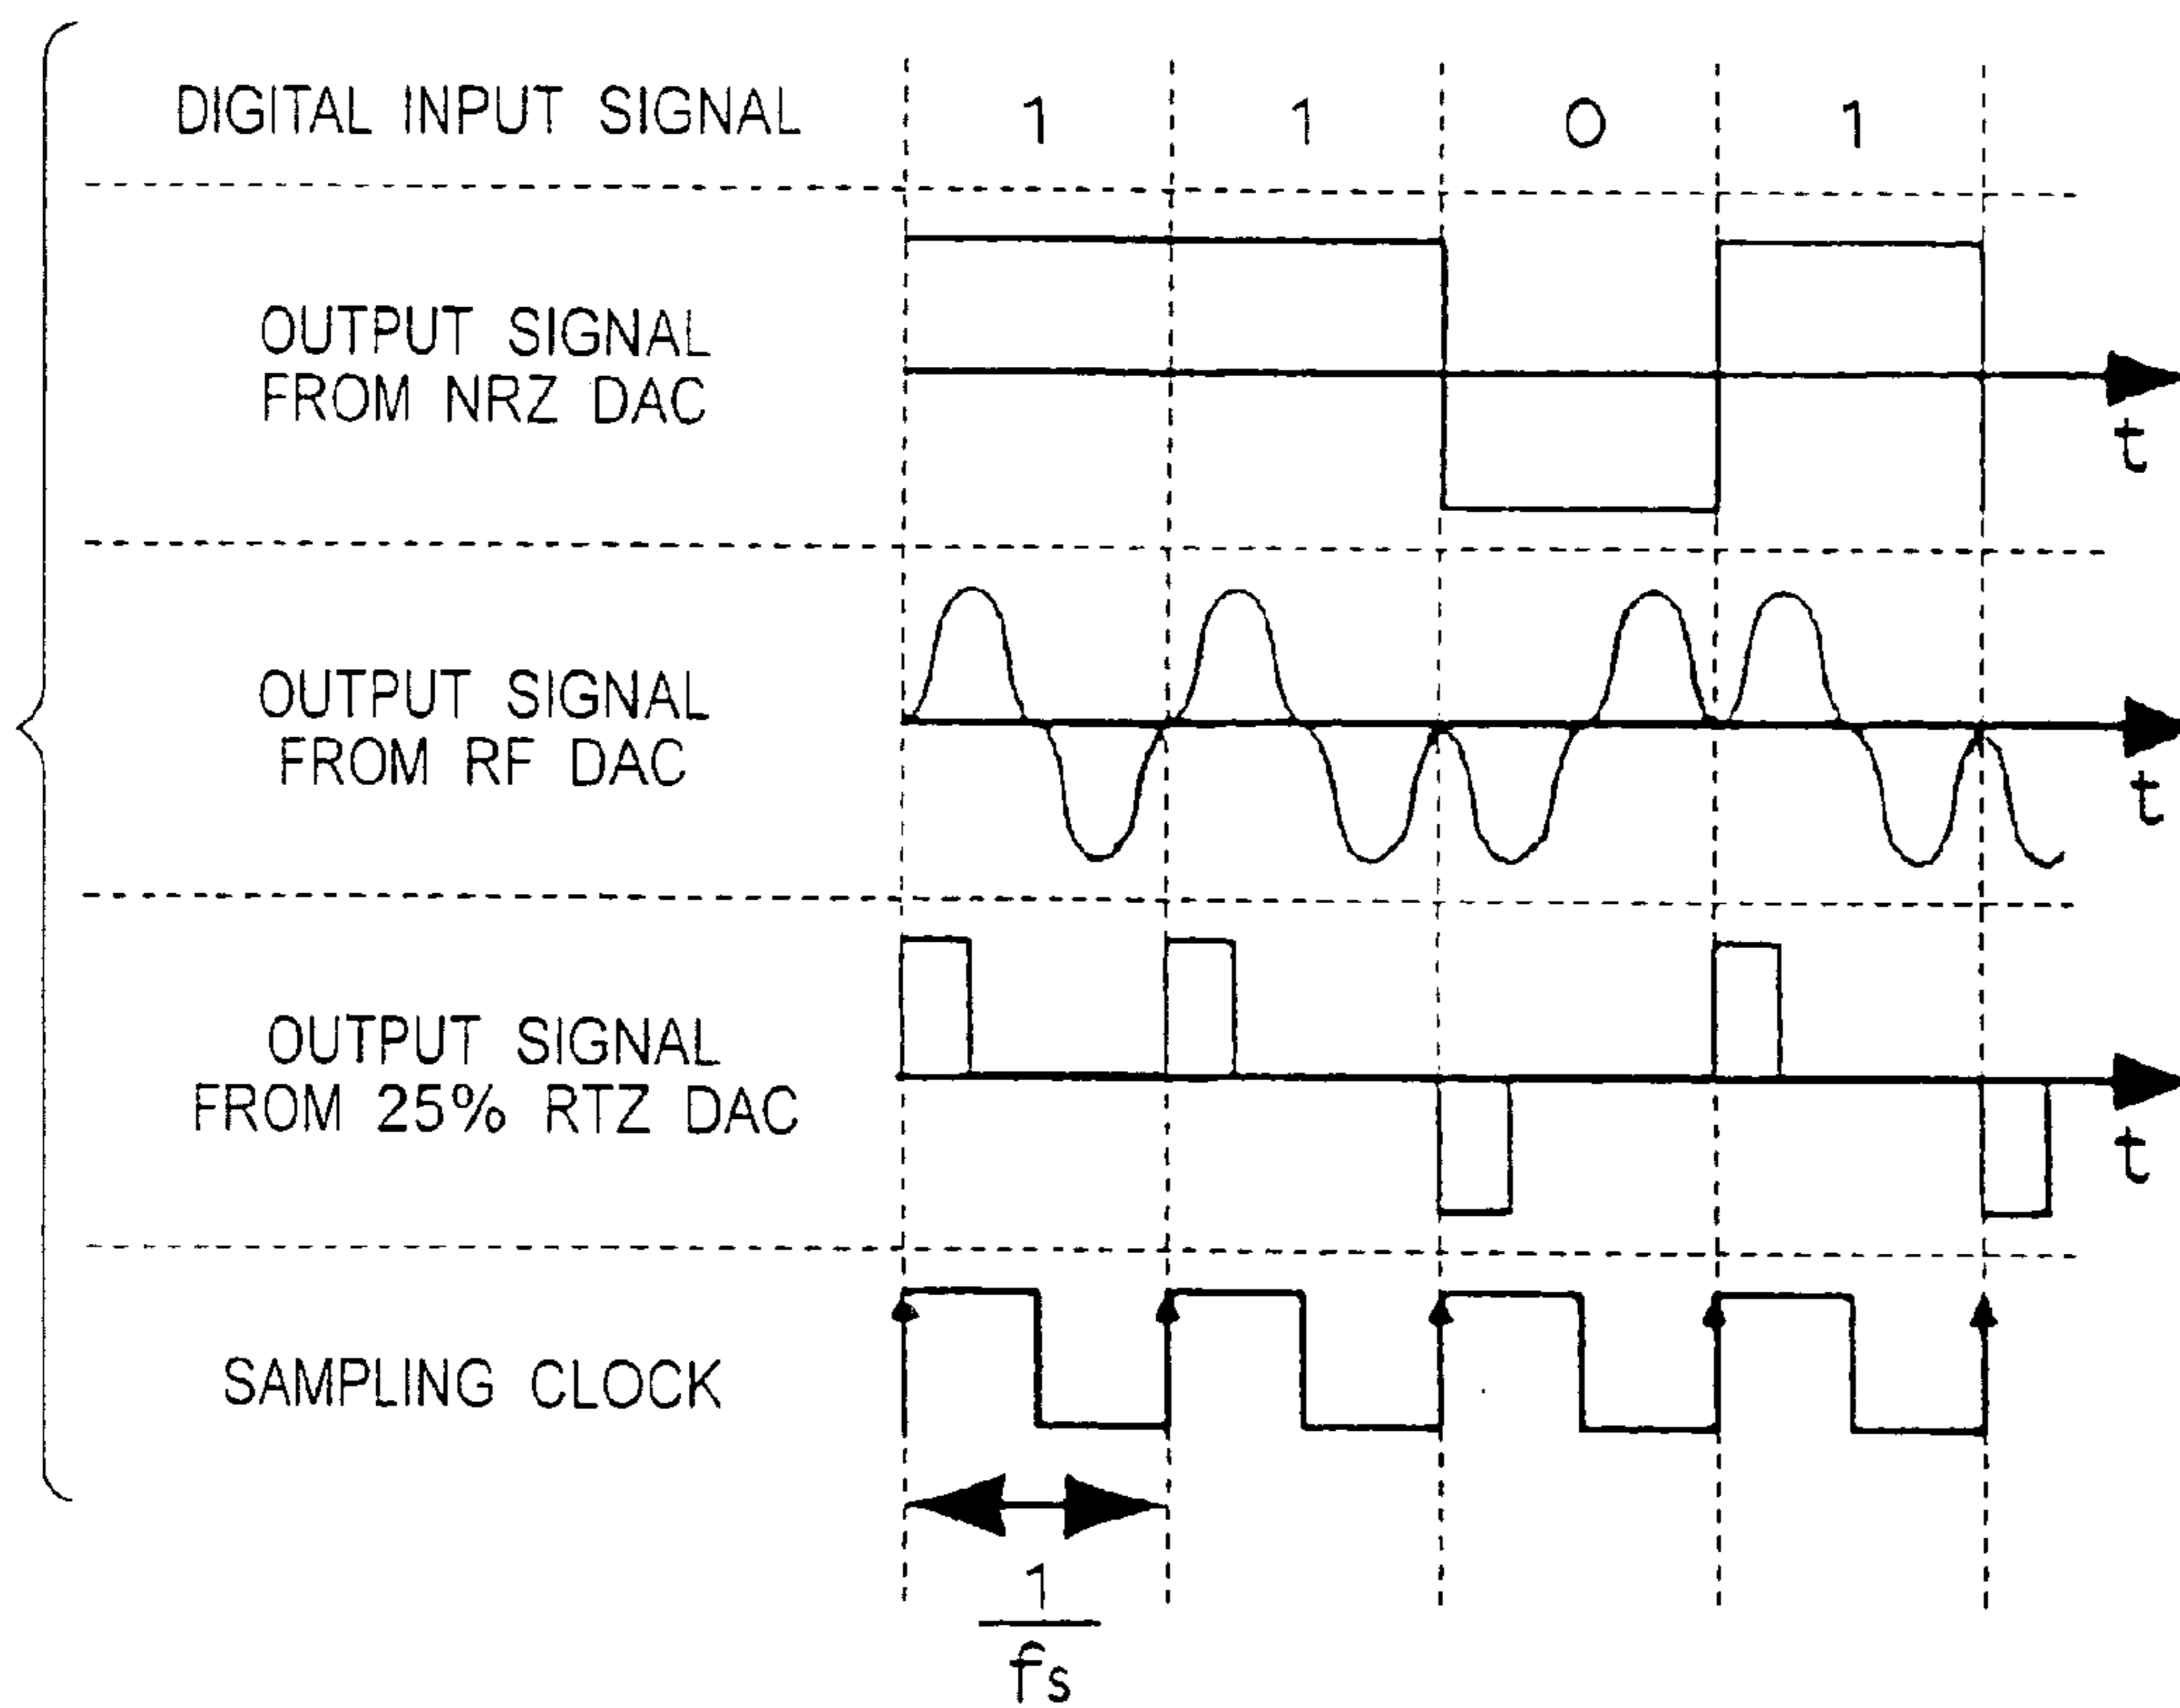 DIGITAL INPUT SIGNAL 1 1 0 1
OUTPUT SIGNAL
FROM NRZ DAC
t
OUTPUT SIGNAL
FROM RF DAC
t
OUTPUT SIGNAL
FROM 25% RTZ DAC
t
SAMPLING CLOCK
1
fs